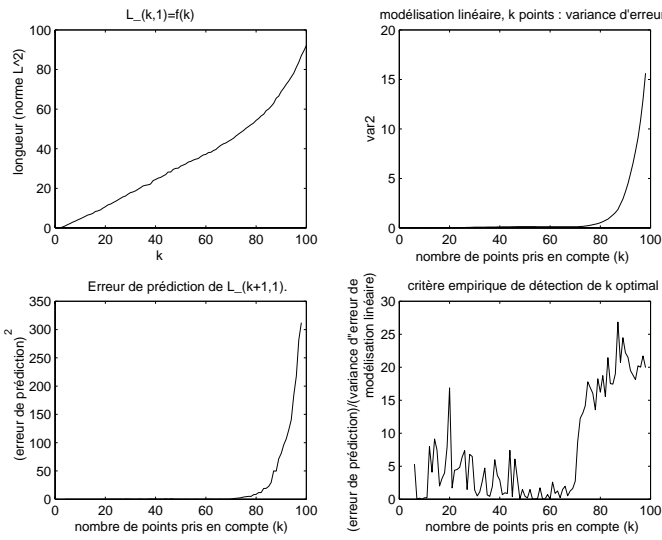 L_(k,1)=f(k)
longueur (norme L^2)
100
80
60
40
20
0
0 20 40 60 80 100
k
modélisation linéaire, k points : variance d'erreur
var2
20
15
10
5
0
0 20 40 60 80 100
nombre de points pris en compte (k)
Erreur de prédiction de L_(k+1,1).
(erreur de prédiction)^2
350
300
250
200
150
100
50
0
0 20 40 60 80 100
nombre de points pris en compte (k)
critère empirique de détection de k optimal
(erreur de prédiction)/(variance d"erreur de
modélisation linéaire)
30
25
20
15
10
5
0
0 20 40 60 80 100
nombre de points pris en compte (k)